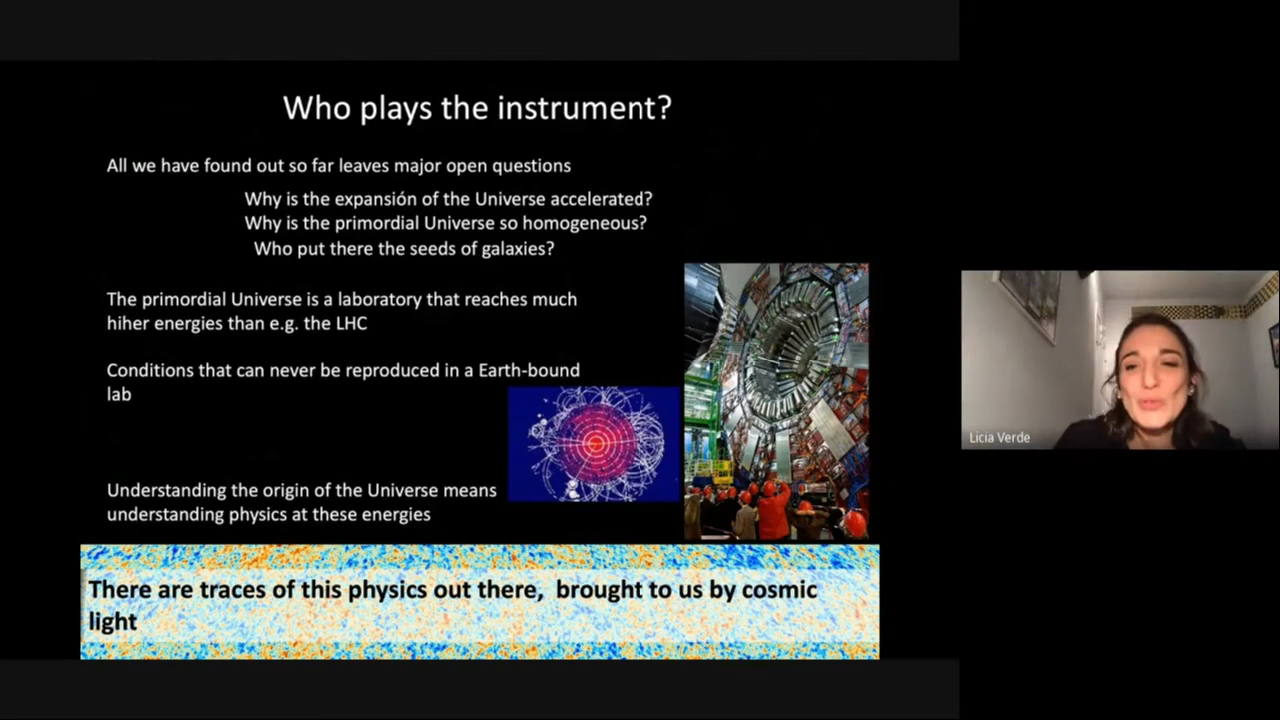 Who plays the instrument?
All we have found out so far leaves major open questions
Why is the expansión of the Universe accelerated?
Why is the primordial Universe so homogeneous?
Who put there the seeds of galaxies?
The primordial Universe is a laboratory that reaches much
hiher energies than e.g. the LHC
Conditions that can never be reproduced in a Earth-bound
lab
Understanding the origin of the Universe means
understanding physics at these energies
There are traces of this physics out there,  brought to us by cosmic
light
Licia Verde